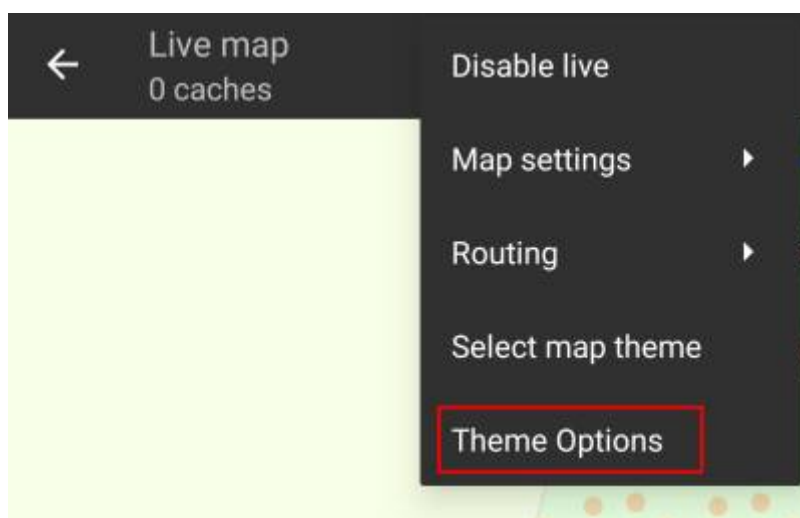 Live map
0 caches
Disable live
Map settings
Routing
Select map theme
Theme Options